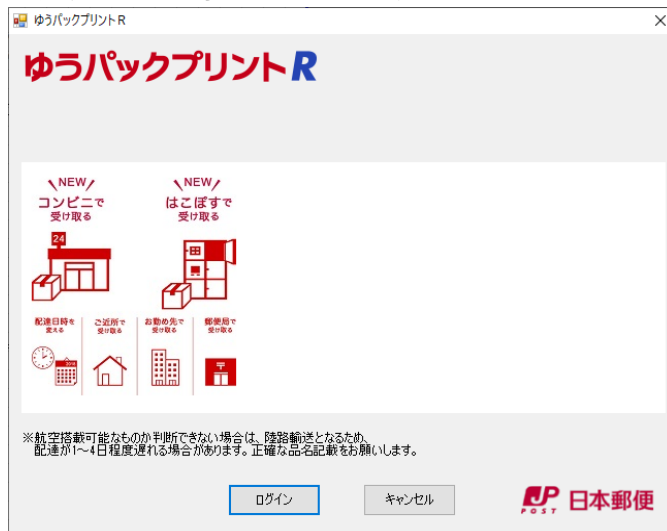 ゆうパックプリントR
ゆうパックプリントR
NEW
コンビニで
受け取る
NEW
はこぽすで
受け取る
24
配達日時を
変える
ご近所で
受け取る
お勤め先で
受け取る
郵便局で
受け取る
※航空搭載可能なものか判断できない場合は、陸路輸送となるため、
配達が1～4日程度遅れる場合があります。正確な品名記載をお願いします。
ログイン
キャンセル
JP
POST
日本郵便